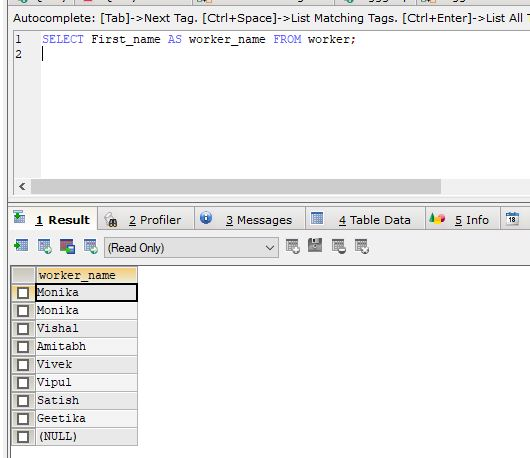 Autocomplete: [Tab]->Next Tag. [Ctrl+Space]->List Matching Tags. [Ctrl+Enter]->List All T
1 SELECT First_name AS worker_name FROM worker;
2
1 Result 2 Profiler 3 Messages 4 Table Data 5 Info 18
(Read Only)
worker_name
Monika
Monika
Vishal
Amitabh
Vivek
Vipul
Satish
Geetika
(NULL)